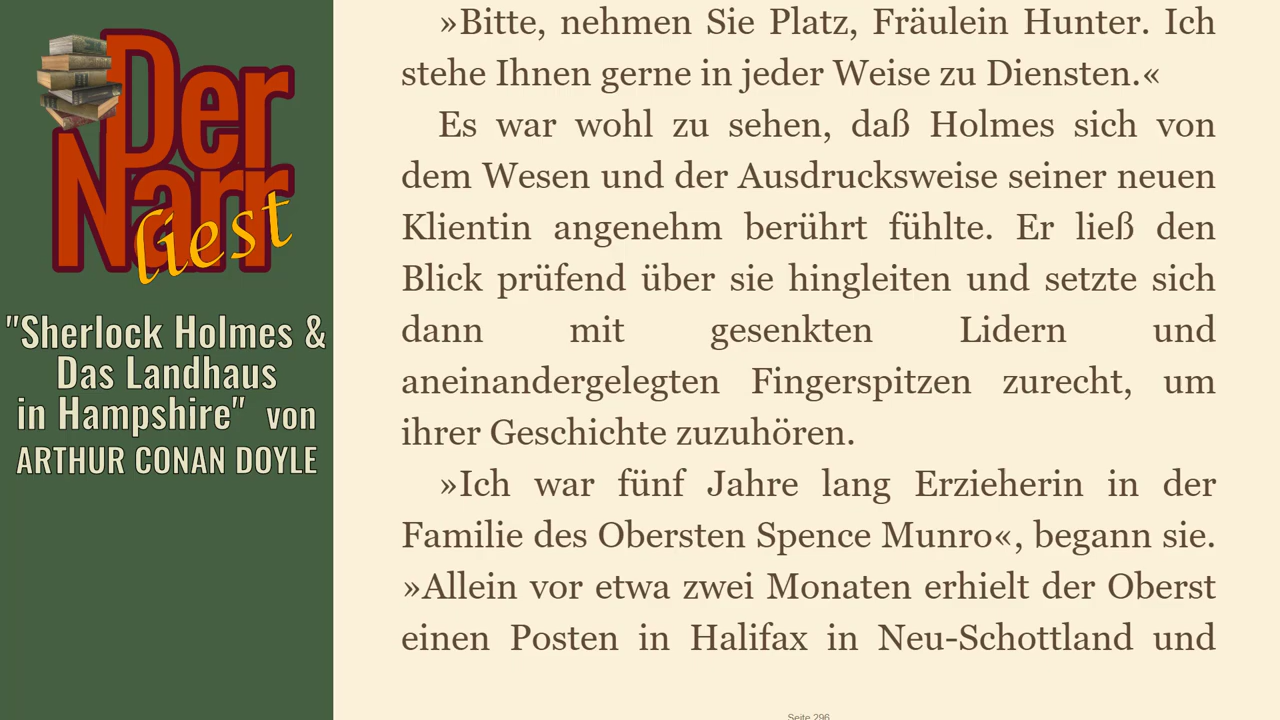 Der
Narr
liest
"Sherlock Holmes &
Das Landhaus
in Hampshire" von
ARTHUR CONAN DOYLE
»Bitte, nehmen Sie Platz, Fräulein Hunter. Ich
stehe Ihnen gerne in jeder Weise zu Diensten.«
Es war wohl zu sehen, daß Holmes sich von
dem Wesen und der Ausdrucksweise seiner neuen
Klientin angenehm berührt fühlte. Er ließ den
Blick prüfend über sie hingleiten und setzte sich
dann mit gesenkten Lidern und
aneinandergelegten Fingerspitzen zurecht, um
ihrer Geschichte zuzuhören.
»Ich war fünf Jahre lang Erzieherin in der
Familie des Obersten Spence Munro«, begann sie.
»Allein vor etwa zwei Monaten erhielt der Oberst
einen Posten in Halifax in Neu-Schottland und
Seite 296